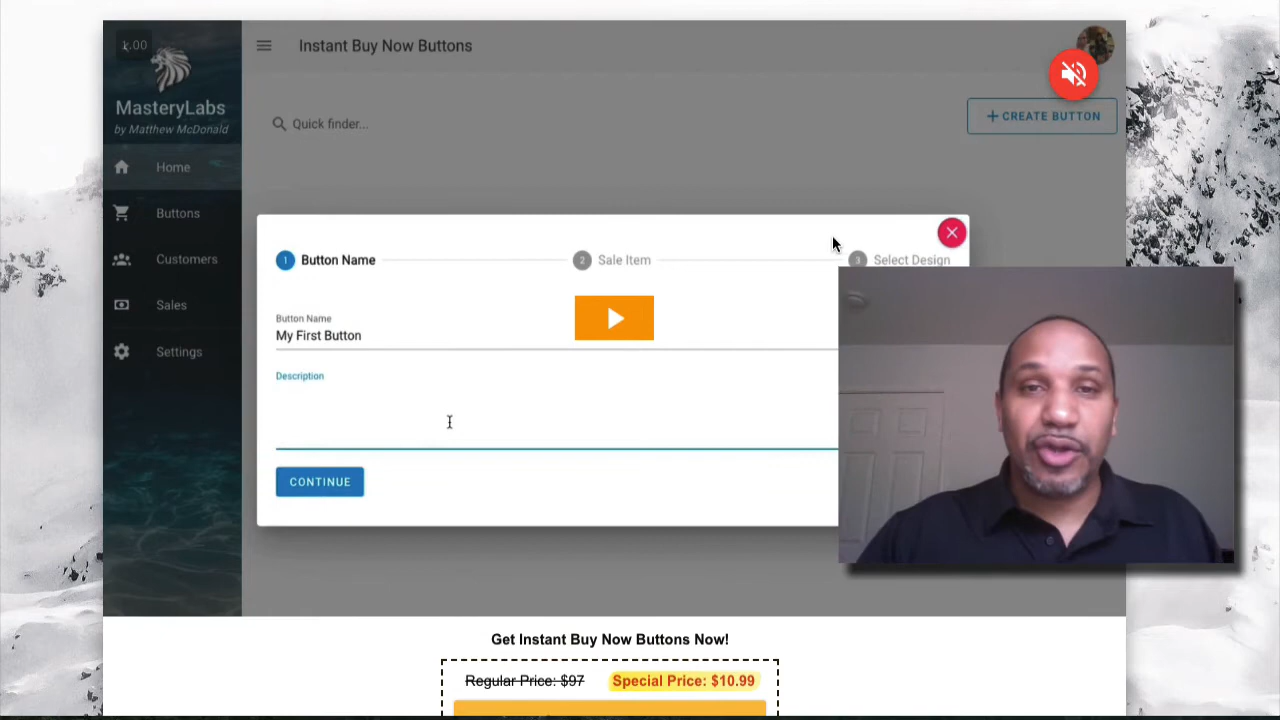 1.00
Instant Buy Now Buttons
MasteryLabs
by Matthew McDonald
Quick finder...
CREATE BUTTON
Home
Buttons
Customers
Sales
Settings
1 Button Name
2 Sale Item
3 Select Design
Button Name
My First Button
Description
CONTINUE
Get Instant Buy Now Buttons Now!
Regular Price: $97 Special Price: $10.99